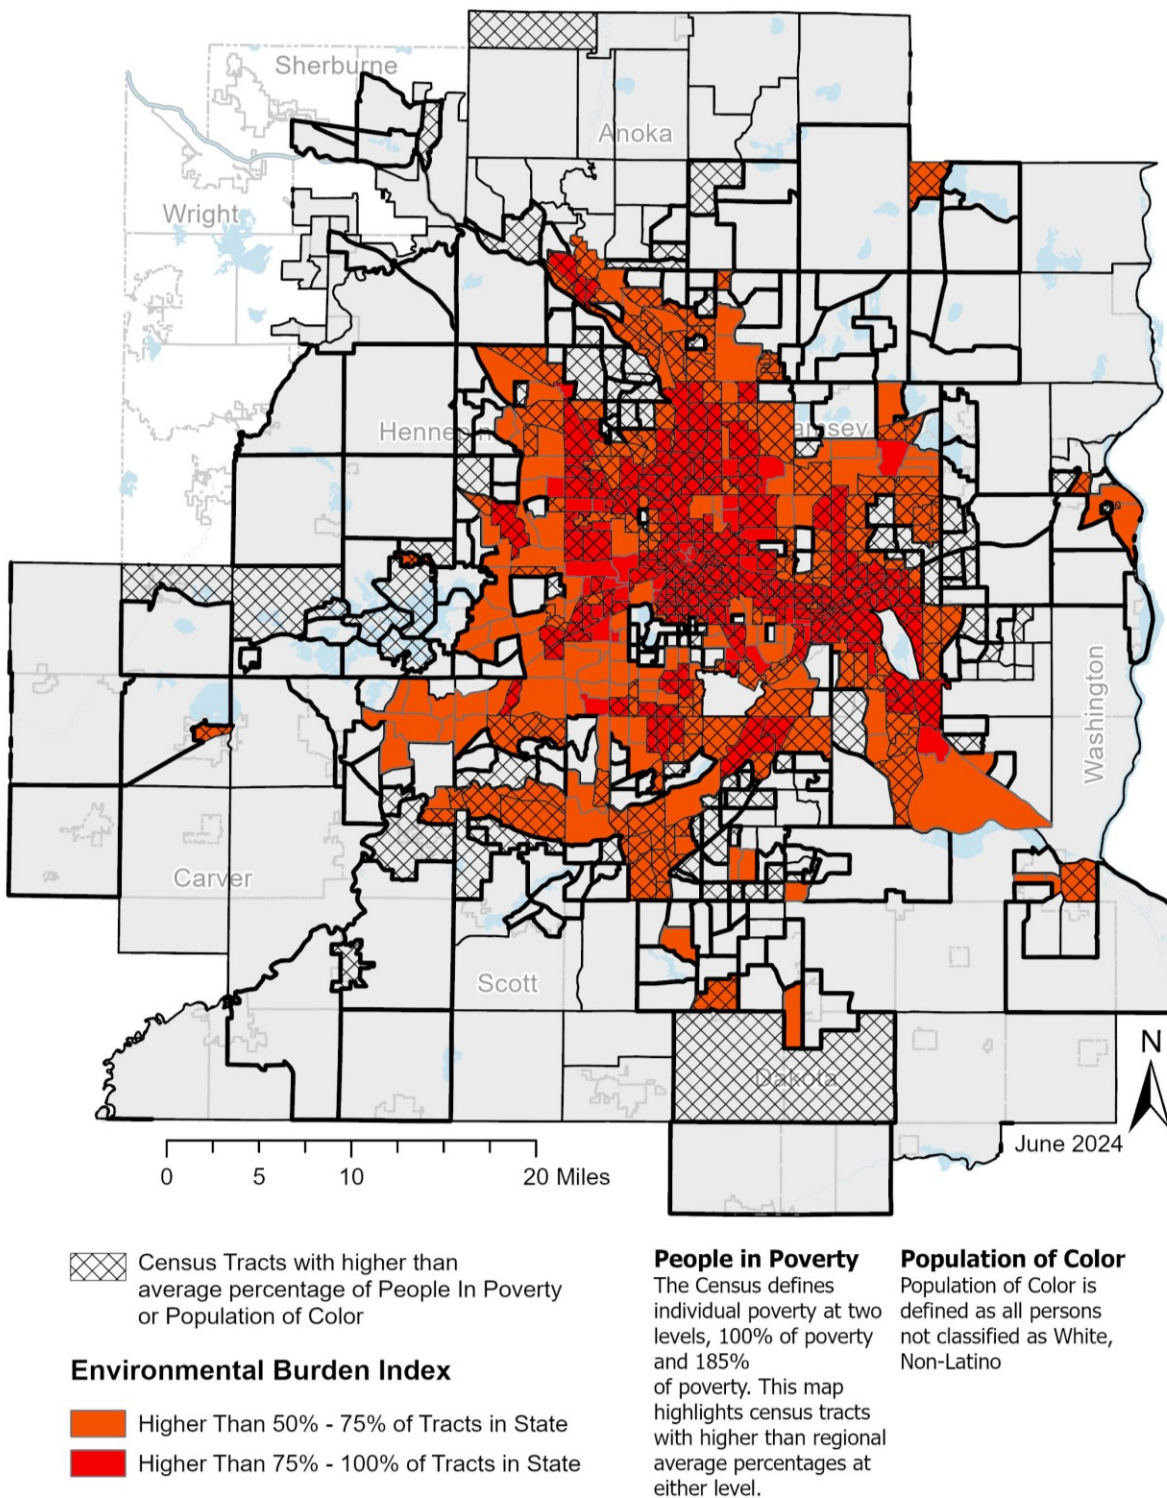 Sherburne
Anoka
Wright
Hennepin
Ramsey
Washington
Carver
Scott
Dakota
N
June 2024
0 5 10 20 Miles
Census Tracts with higher than
average percentage of People In Poverty
or Population of Color
Environmental Burden Index
Higher Than 50% - 75% of Tracts in State
Higher Than 75% - 100% of Tracts in State
People in Poverty
The Census defines
individual poverty at two
levels, 100% of poverty
and 185%
of poverty. This map
highlights census tracts
with higher than regional
average percentages at
either level.
Population of Color
Population of Color is
defined as all persons
not classified as White,
Non-Latino